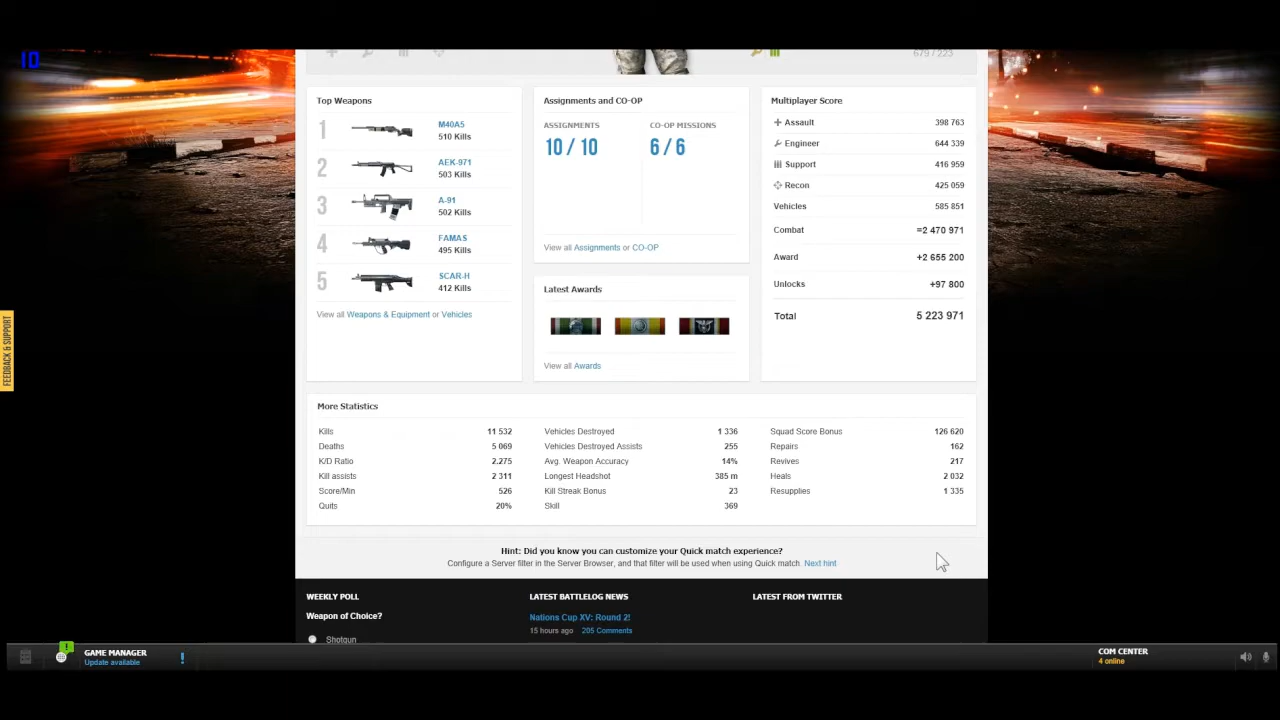 10
679 / 223
Top Weapons
1
M40A5
510 Kills
2
AEK-971
503 Kills
3
A-91
502 Kills
4
FAMAS
495 Kills
5
SCAR-H
412 Kills
View all Weapons & Equipment or Vehicles
Assignments and CO-OP
ASSIGNMENTS CO-OP MISSIONS
10 / 10 6 / 6
View all Assignments or CO-OP
Latest Awards
View all Awards
Multiplayer Score
Assault 398 763
Engineer 644 339
Support 416 959
Recon 425 059
Vehicles 585 851
Combat =2 470 971
Award +2 655 200
Unlocks +97 800
Total 5 223 971
FEEDBACK & SUPPORT
More Statistics
Kills 11 532
Deaths 5 069
K/D Ratio 2.275
Kill assists 2 311
Score/Min 526
Quits 20%
Vehicles Destroyed 1 336
Vehicles Destroyed Assists 255
Avg. Weapon Accuracy 14%
Longest Headshot 385 m
Kill Streak Bonus 23
Skill 369
Squad Score Bonus 126 620
Repairs 162
Revives 217
Heals 2 032
Resupplies 1 335
Hint: Did you know you can customize your Quick match experience?
Configure a Server filter in the Server Browser, and that filter will be used when using Quick match. Next hint
WEEKLY POLL
Weapon of Choice?
Shotgun
LATEST BATTLELOG NEWS
Nations Cup XV: Round 2!
15 hours ago 205 Comments
LATEST FROM TWITTER
!
GAME MANAGER
Update available
!
COM CENTER
4 online